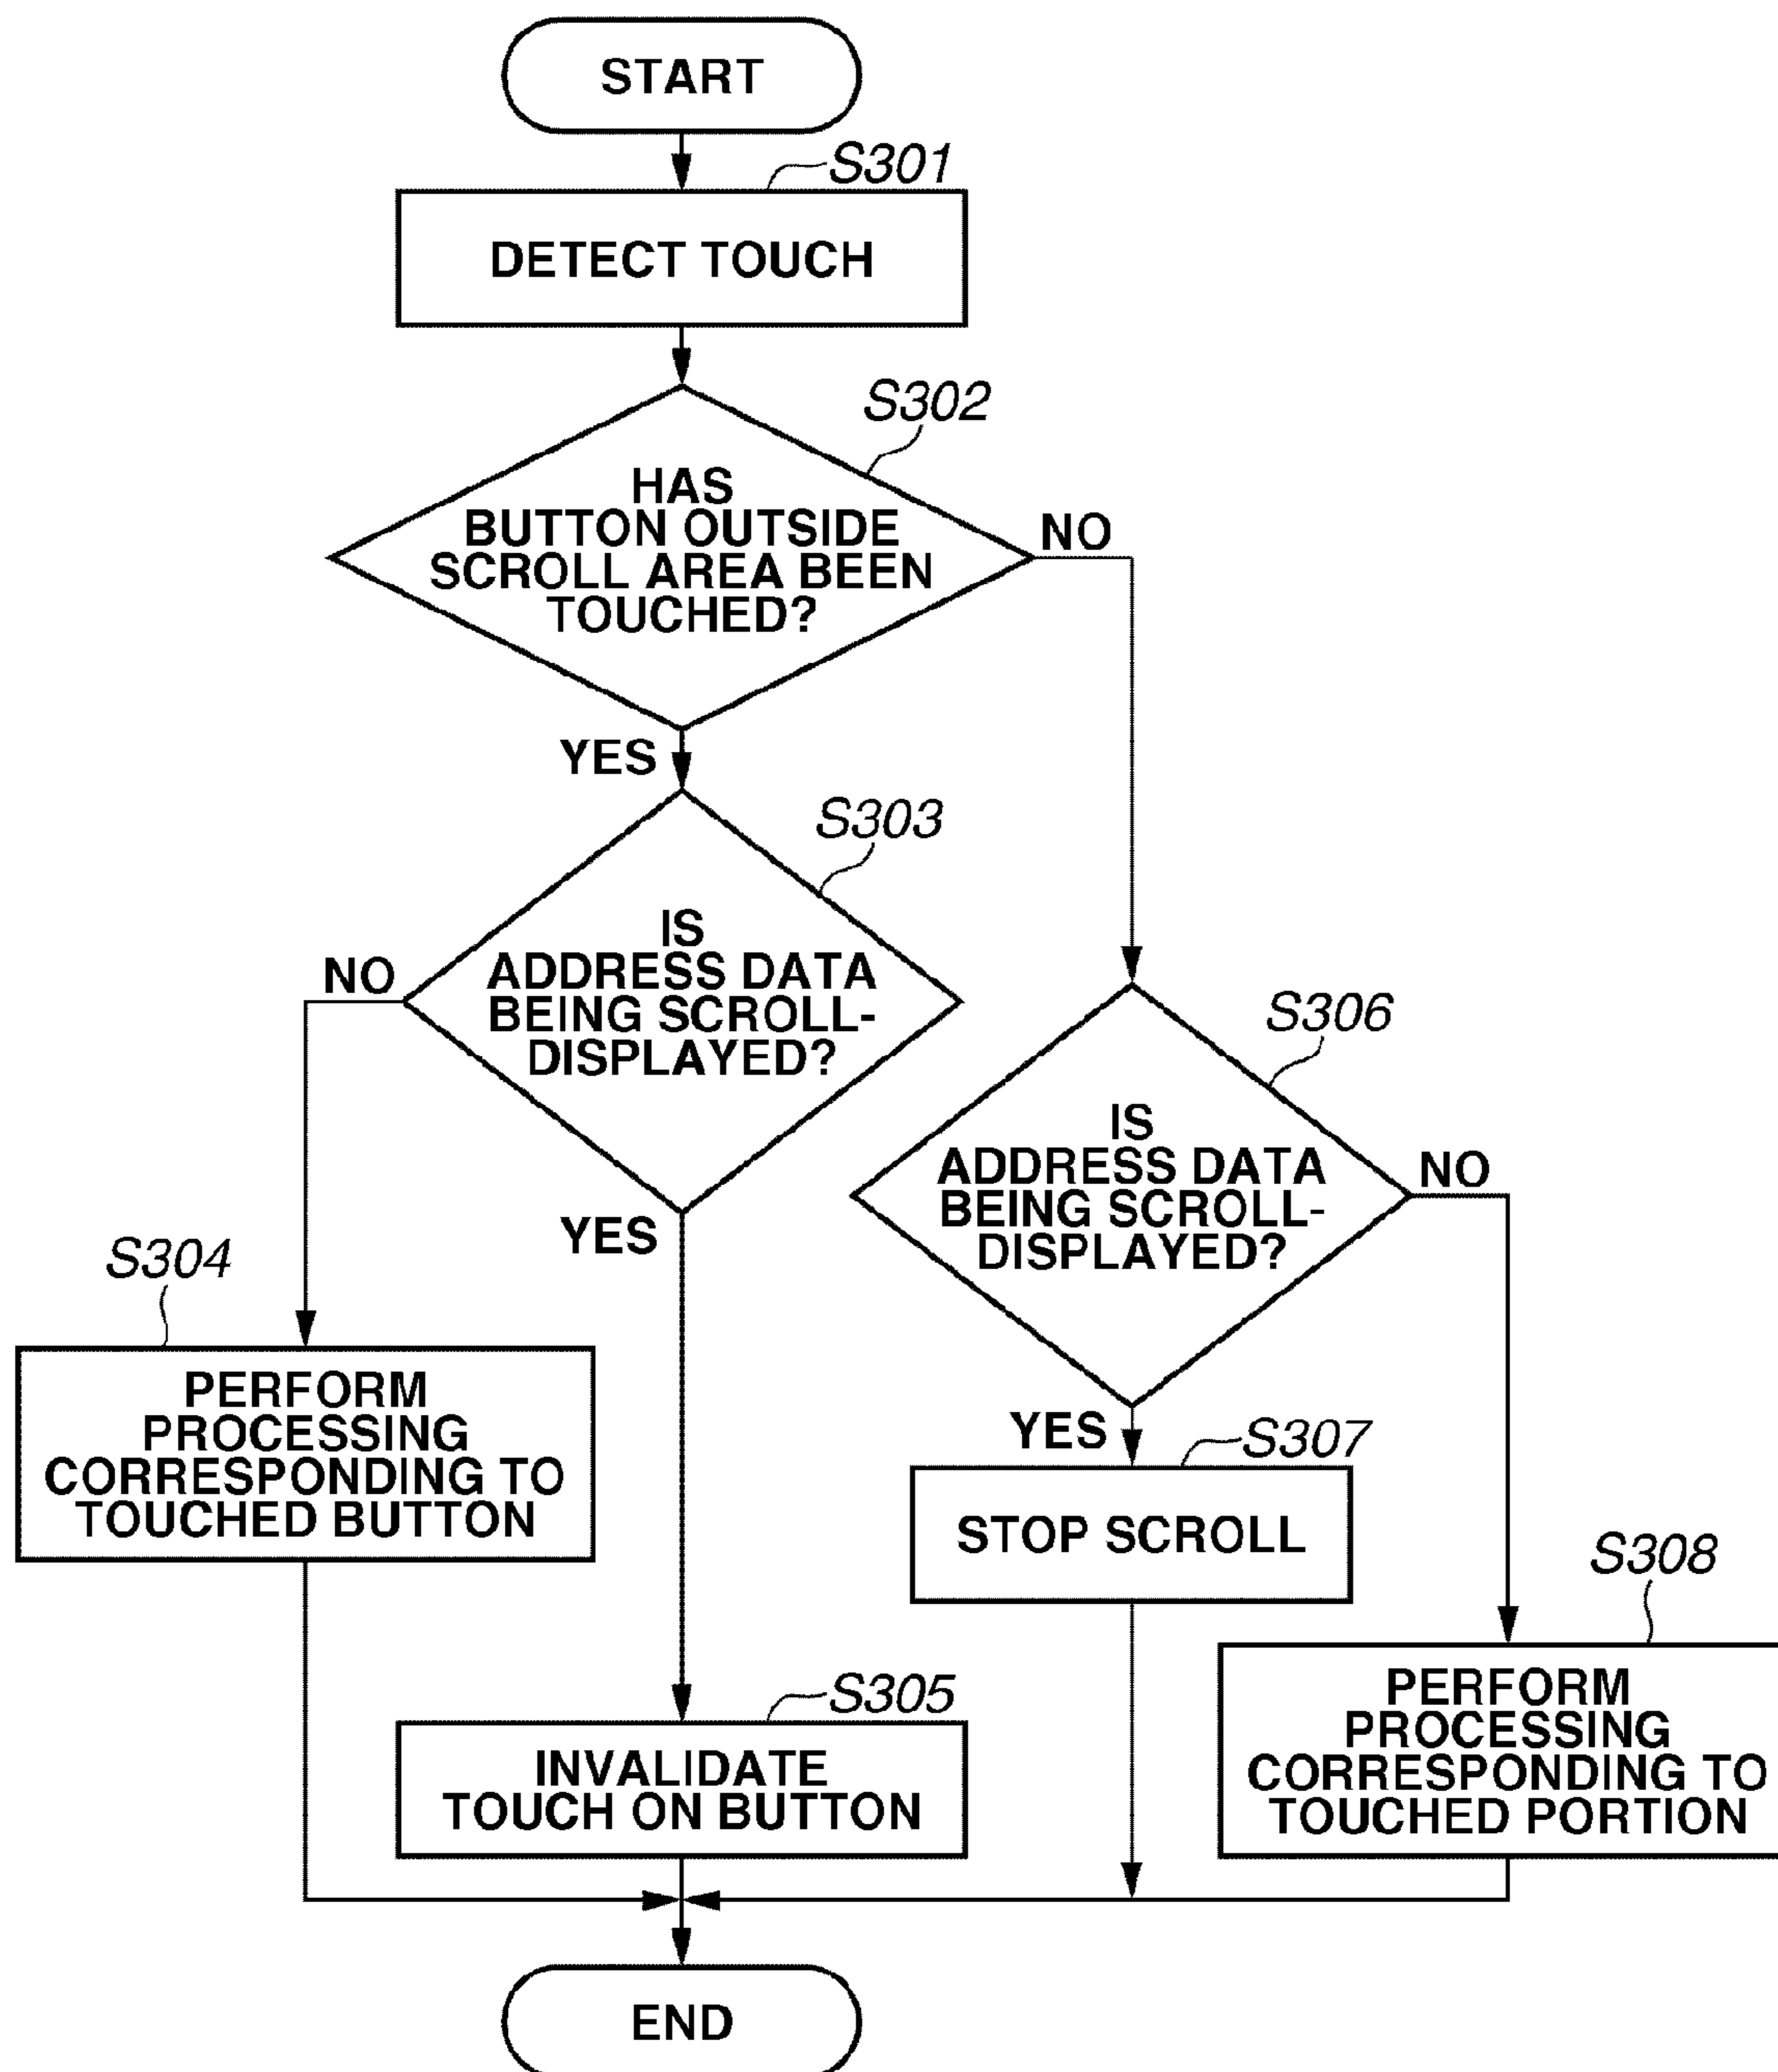 START
S301
DETECT TOUCH
S302
HAS
BUTTON OUTSIDE
SCROLL AREA BEEN
TOUCHED?
NO
YES
S303
IS
ADDRESS DATA
BEING SCROLL-
DISPLAYED?
NO
YES
S306
IS
ADDRESS DATA
BEING SCROLL-
DISPLAYED?
NO
YES
S304
PERFORM
PROCESSING
CORRESPONDING TO
TOUCHED BUTTON
S307
STOP SCROLL
S308
PERFORM
PROCESSING
CORRESPONDING TO
TOUCHED PORTION
S305
INVALIDATE
TOUCH ON BUTTON
END